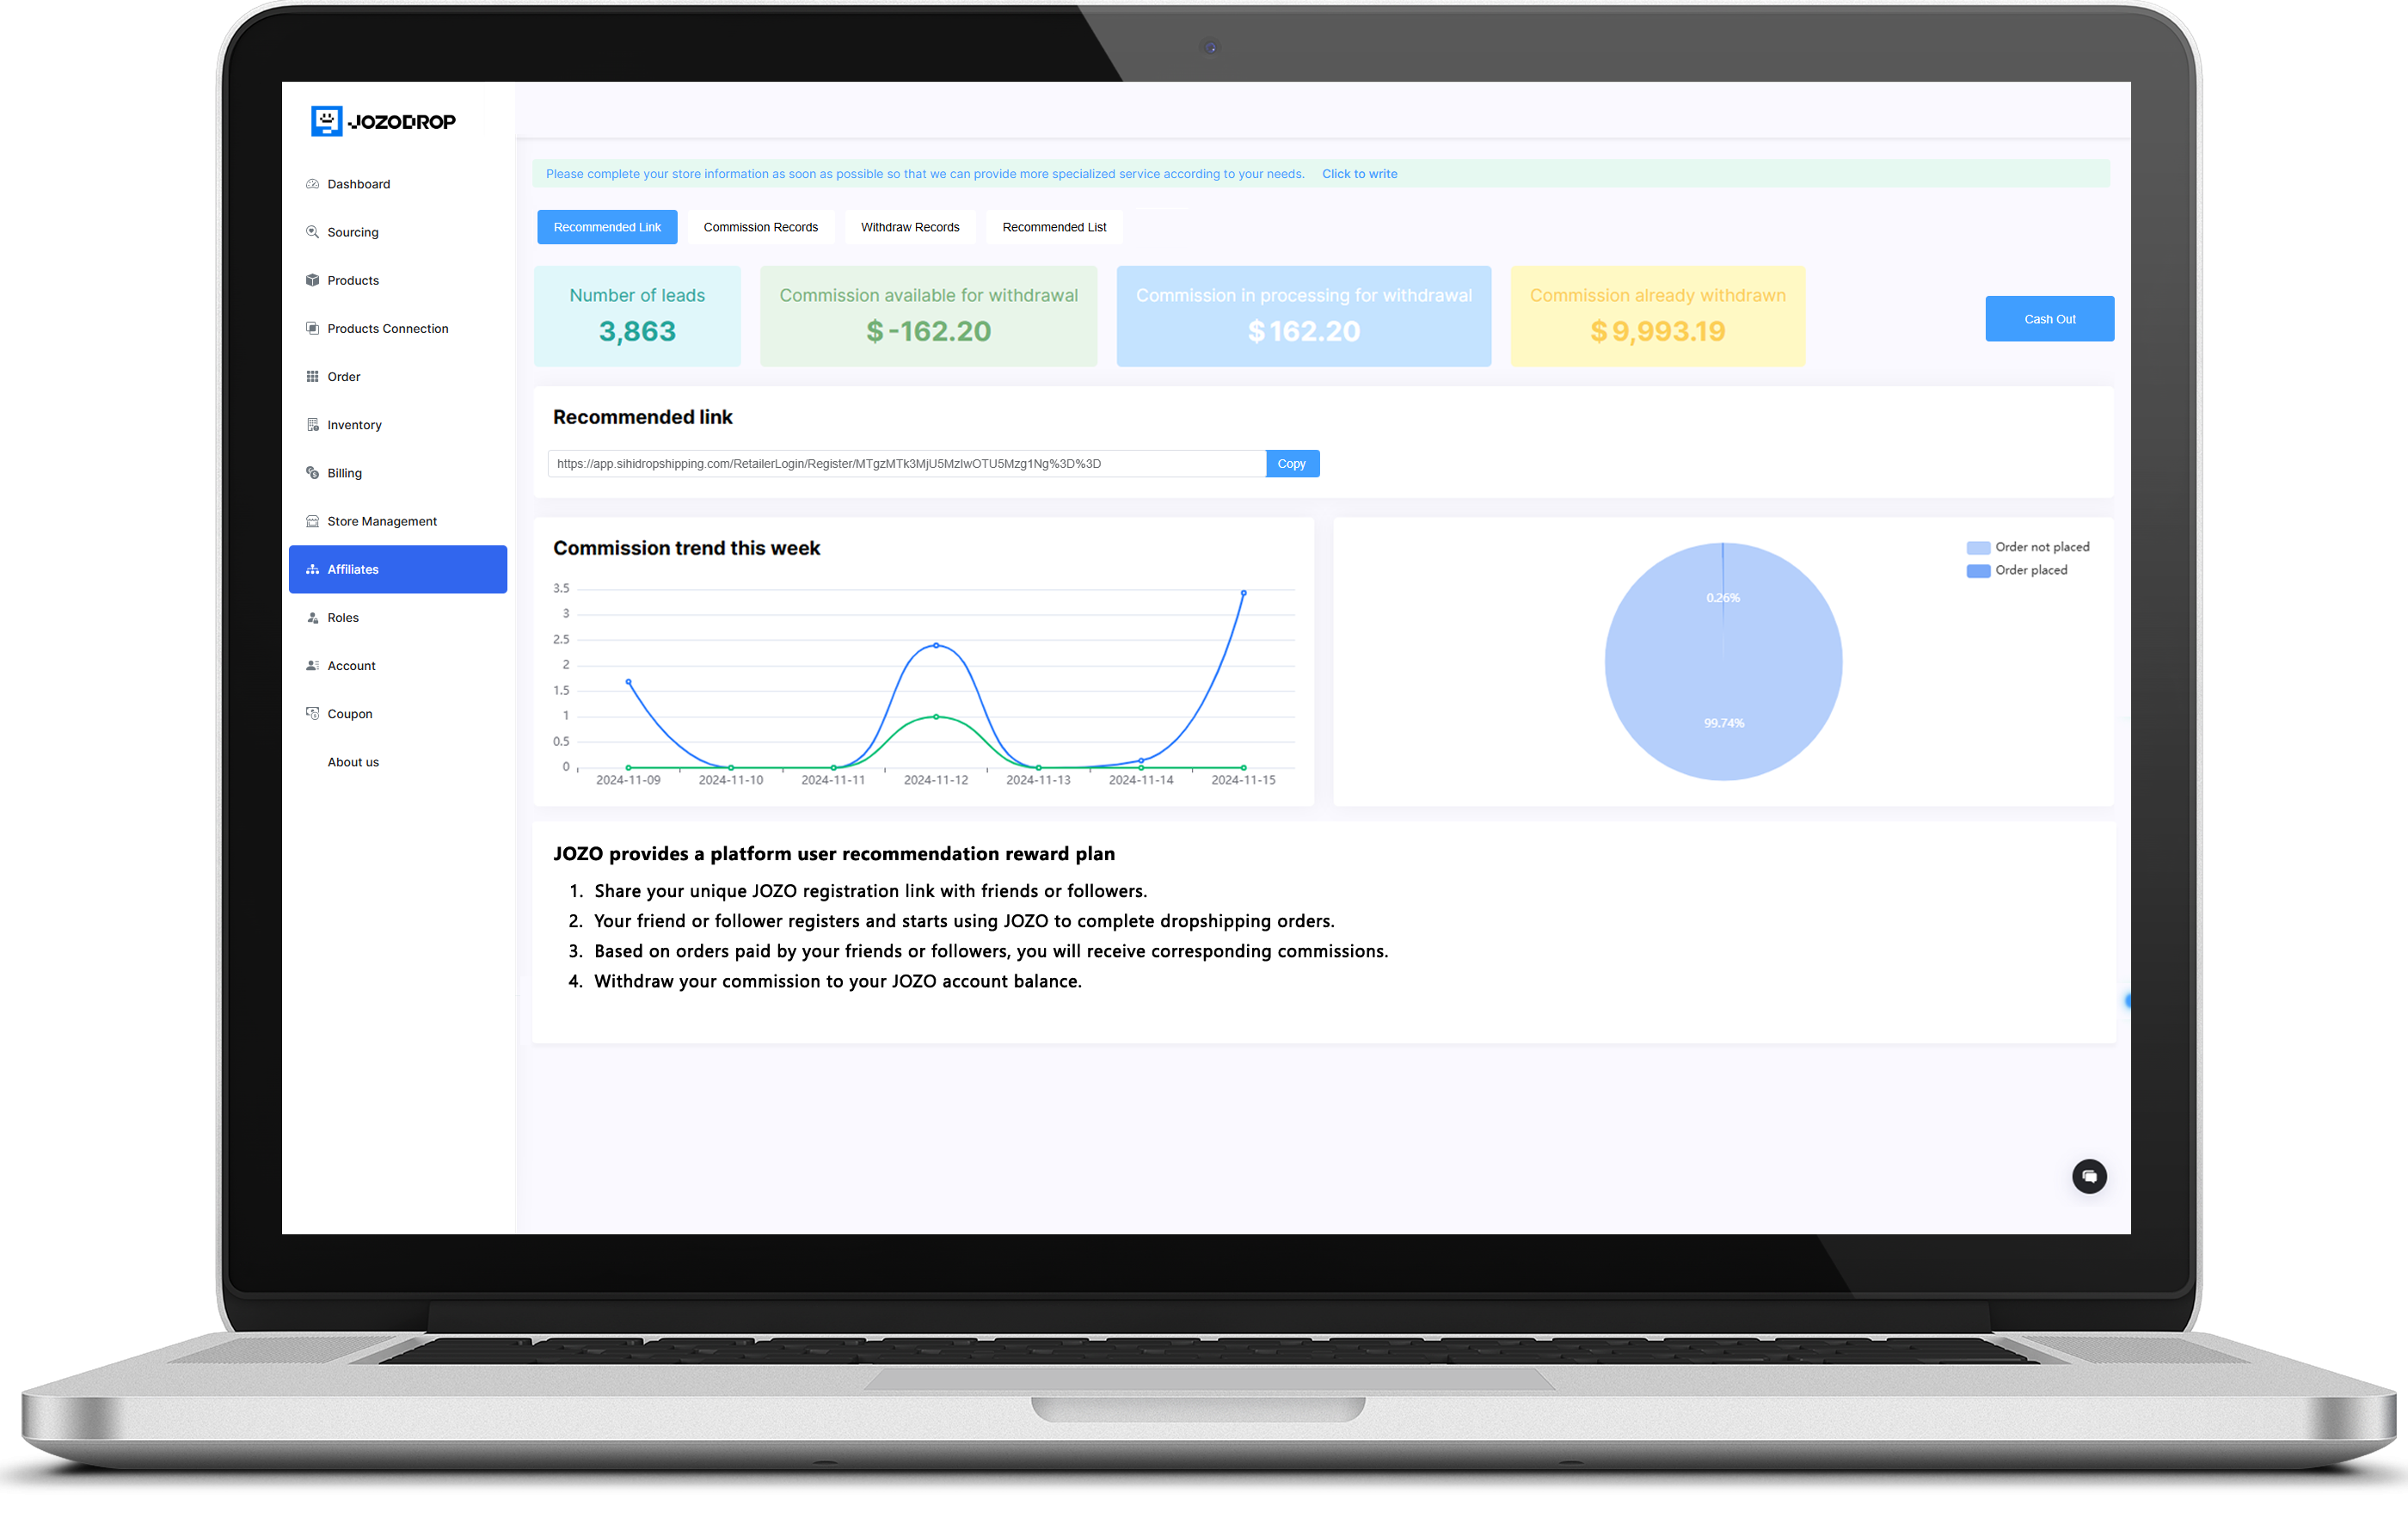 JOZODROP
Dashboard
Sourcing
Products
Products Connection
Order
Inventory
Billing
Store Management
Affiliates
Roles
Account
Coupon
About us
Please complete your store information as soon as possible so that we can provide more specialized service according to your needs. Click to write
Recommended Link Commission Records Withdraw Records Recommended List
Number of leads
3,863
Commission available for withdrawal
$-162.20
Commission in processing for withdrawal
$162.20
Commission already withdrawn
$9,993.19
Cash Out
Recommended link
https://app.sihidropshipping.com/RetailerLogin/Register/MTgzMTk3MjU5MzIwOTU5Mzg1Ng%3D%3D Copy
Commission trend this week
3.5
3
2.5
2
1.5
1
0.5
0
2024-11-09 2024-11-10 2024-11-11 2024-11-12 2024-11-13 2024-11-14 2024-11-15
Order not placed
Order placed
0.26%
99.74%
JOZO provides a platform user recommendation reward plan
1. Share your unique JOZO registration link with friends or followers.
2. Your friend or follower registers and starts using JOZO to complete dropshipping orders.
3. Based on orders paid by your friends or followers, you will receive corresponding commissions.
4. Withdraw your commission to your JOZO account balance.